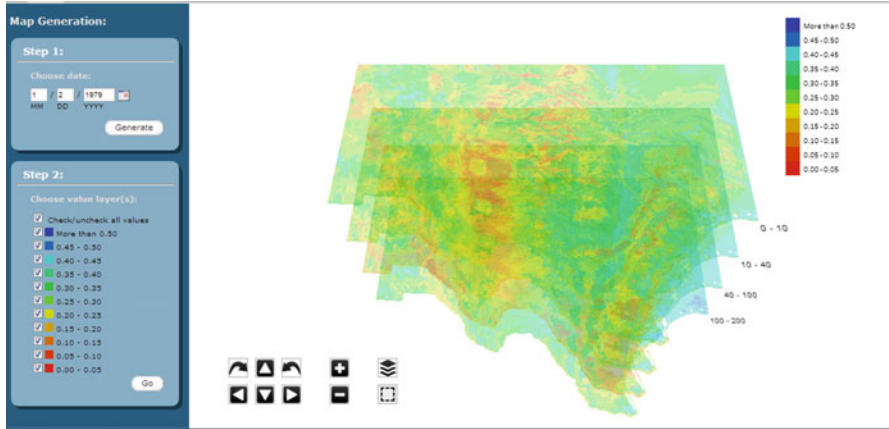 Map Generation:
Step 1:
Choose date:
1 / 2 / 1979
MM DD YYYY
Generate
Step 2:
Choose value layer(s):
Check/uncheck all values
More than 0.50
0.45 - 0.50
0.40 - 0.45
0.35 - 0.40
0.30 - 0.35
0.25 - 0.30
0.20 - 0.25
0.15 - 0.20
0.10 - 0.15
0.05 - 0.10
0.00 - 0.05
Go
0 - 10
10 - 40
40 - 100
100 - 200
More than 0.50
0.45-0.50
0.40-0.45
0.35-0.40
0.30-0.35
0.25-0.30
0.20-0.25
0.15-0.20
0.10-0.15
0.05-0.10
0.00-0.05